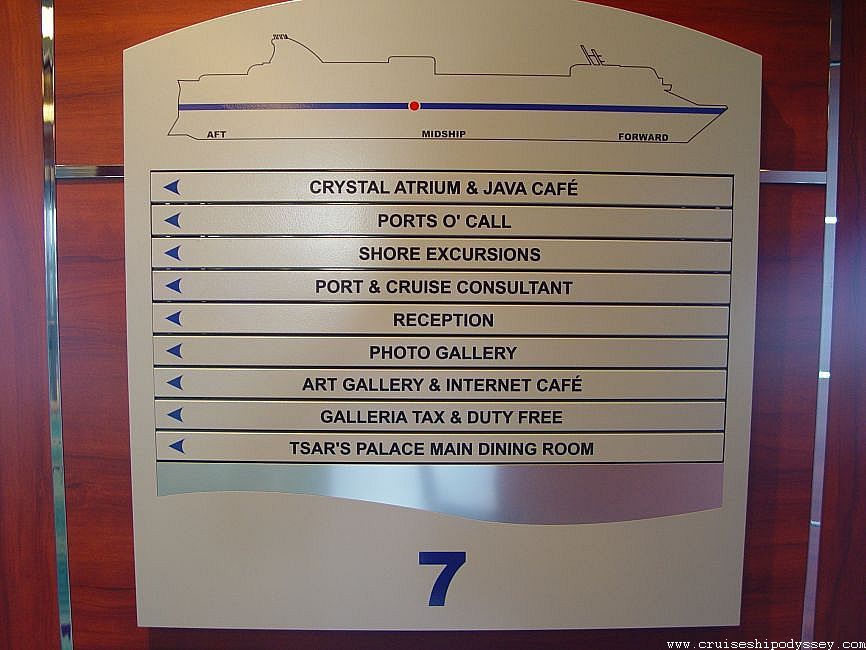 AFT MIDSHIP FORWARD
CRYSTAL ATRIUM & JAVA CAFÉ
PORTS O' CALL
SHORE EXCURSIONS
PORT & CRUISE CONSULTANT
RECEPTION
PHOTO GALLERY
ART GALLERY & INTERNET CAFÉ
GALLERIA TAX & DUTY FREE
TSAR'S PALACE MAIN DINING ROOM
7
www.cruiseshipodyssey.com